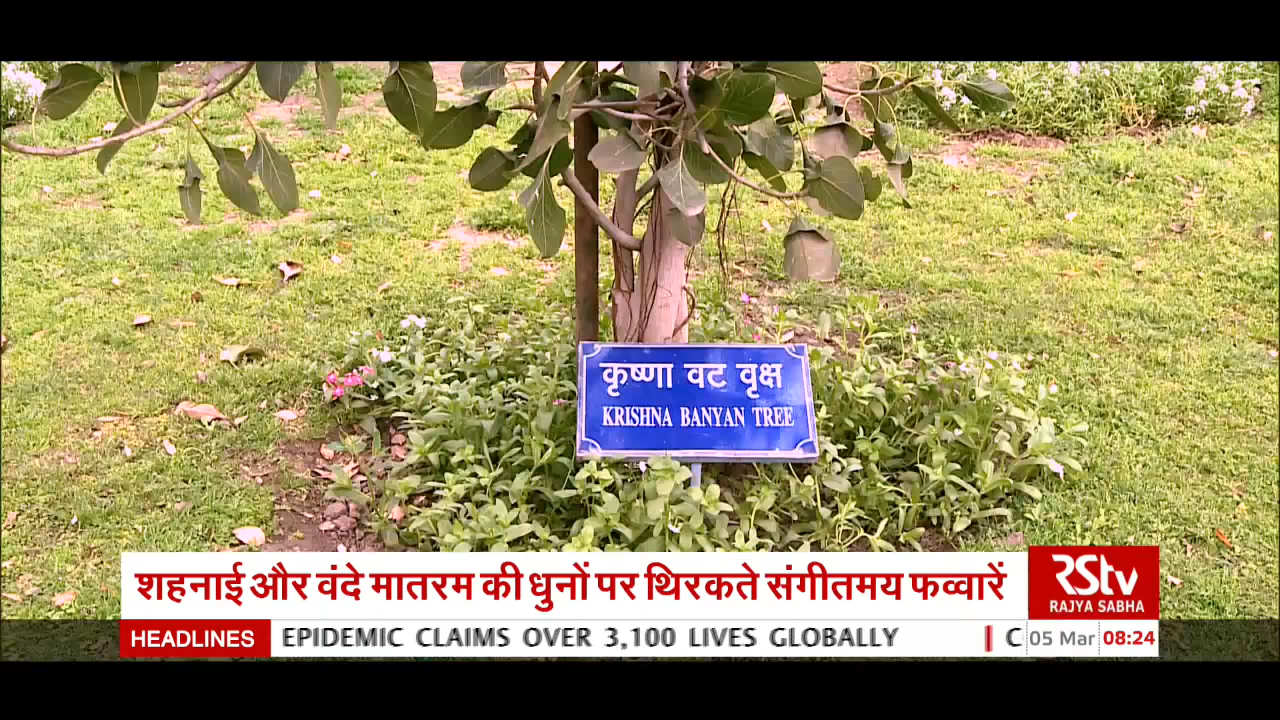 कृष्णा वट वृक्ष
KRISHNA BANYAN TREE
शहनाई और वंदे मातरम की धुनों पर थिरकते संगीतमय फव्वारें
RSTV
RAJYA SABHA
HEADLINES EPIDEMIC CLAIMS OVER 3,100 LIVES GLOBALLY | C 05 Mar 08:24